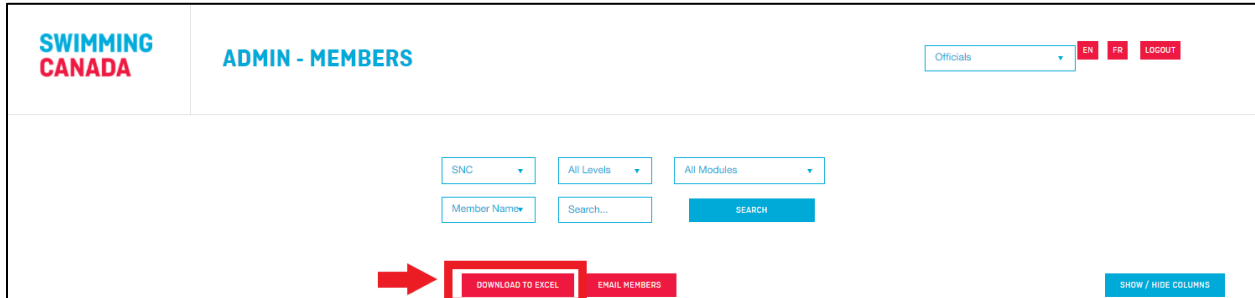 SWIMMING
CANADA
ADMIN - MEMBERS
Officials
EN
FR
LOGOUT
SNC
All Levels
All Modules
Member Name
Search...
SEARCH
DOWNLOAD TO EXCEL
EMAIL MEMBERS
SHOW / HIDE COLUMNS